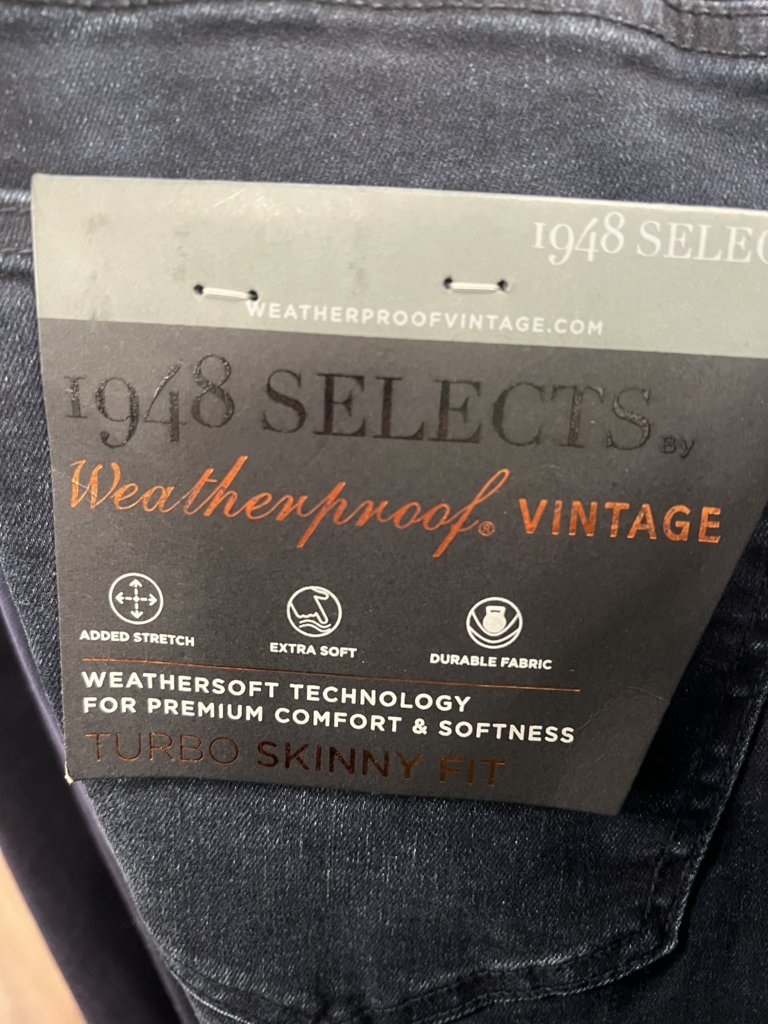 1948 SELEC
WEATHERPROOFVINTAGE.COM
1948 SELECTS BY
Weatherproof® VINTAGE
ADDED STRETCH
EXTRA SOFT
DURABLE FABRIC
WEATHERSOFT TECHNOLOGY
FOR PREMIUM COMFORT & SOFTNESS
TURBO SKINNY FIT